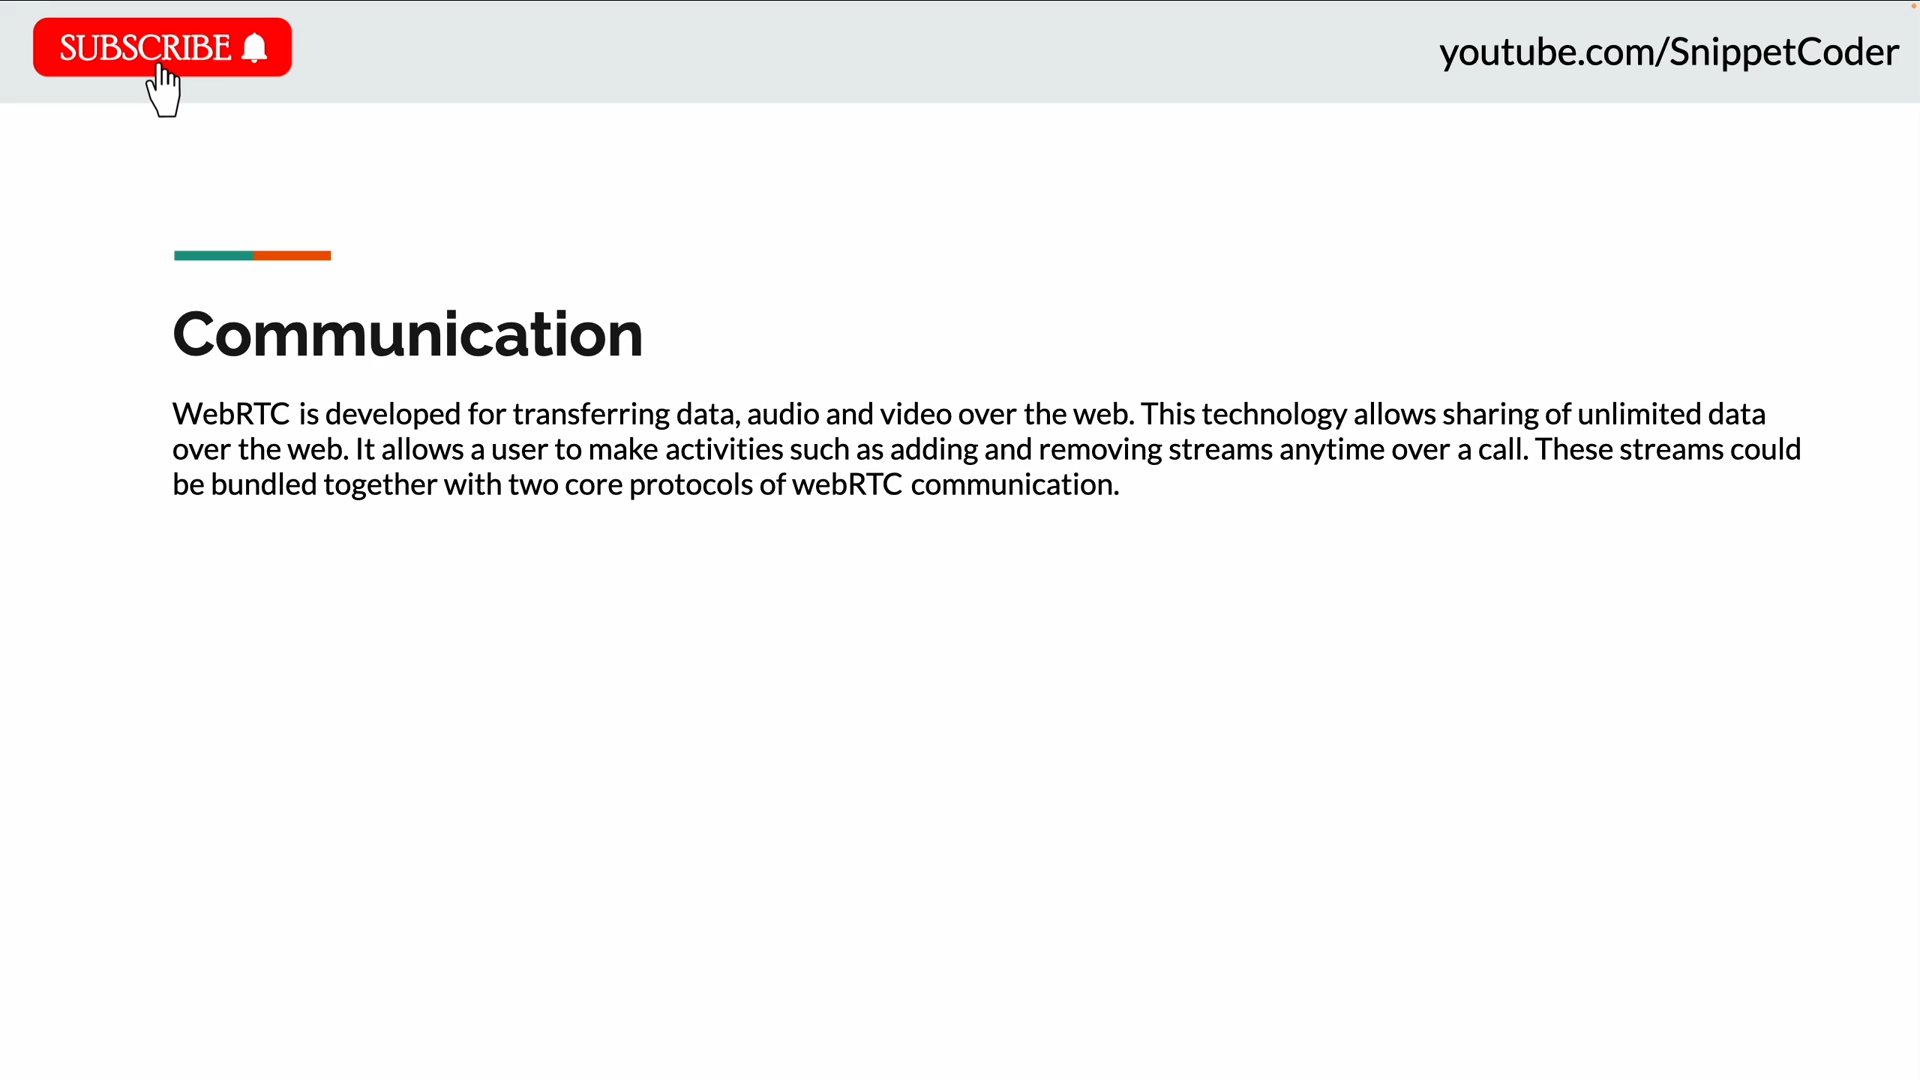 SUBSCRIBE
youtube.com/SnippetCoder
Communication
WebRTC is developed for transferring data, audio and video over the web. This technology allows sharing of unlimited data
over the web. It allows a user to make activities such as adding and removing streams anytime over a call. These streams could
be bundled together with two core protocols of webRTC communication.